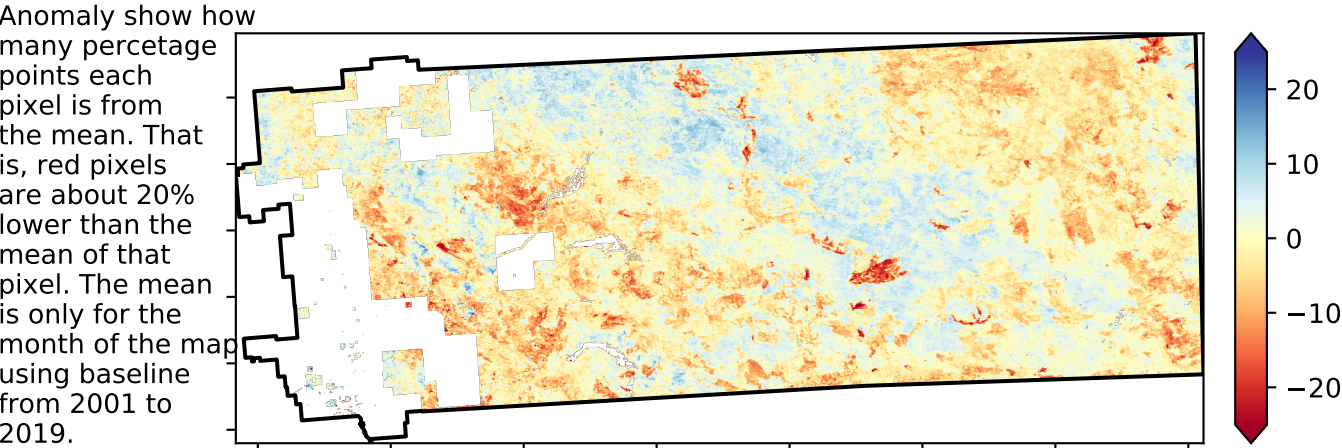 Anomaly show how
many percetage
points each
pixel is from
the mean. That
is, red pixels
are about 20%
lower than the
mean of that
pixel. The mean
is only for the
month of the map
using baseline
from 2001 to
2019.
20
10
0
−10
−20